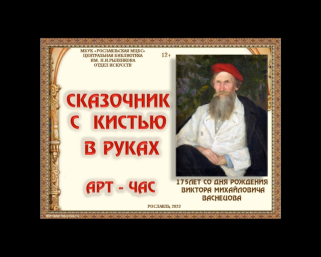 МБУК «РОСЛАВЛЬСКАЯ МЦБС»
ЦЕНТРАЛЬНАЯ БИБЛИОТЕКА
ИМ. Н.И.РЫЛЕНКОВА
ОТДЕЛ ИСКУССТВ
12+
СКАЗОЧНИК
С КИСТЬЮ
В РУКАХ
АРТ - ЧАС
175ЛЕТ СО ДНЯ РОЖДЕНИЯ
ВИКТОРА МИХАЙЛОВИЧА
ВАСНЕЦОВА
РОСЛАВЛЬ, 2023